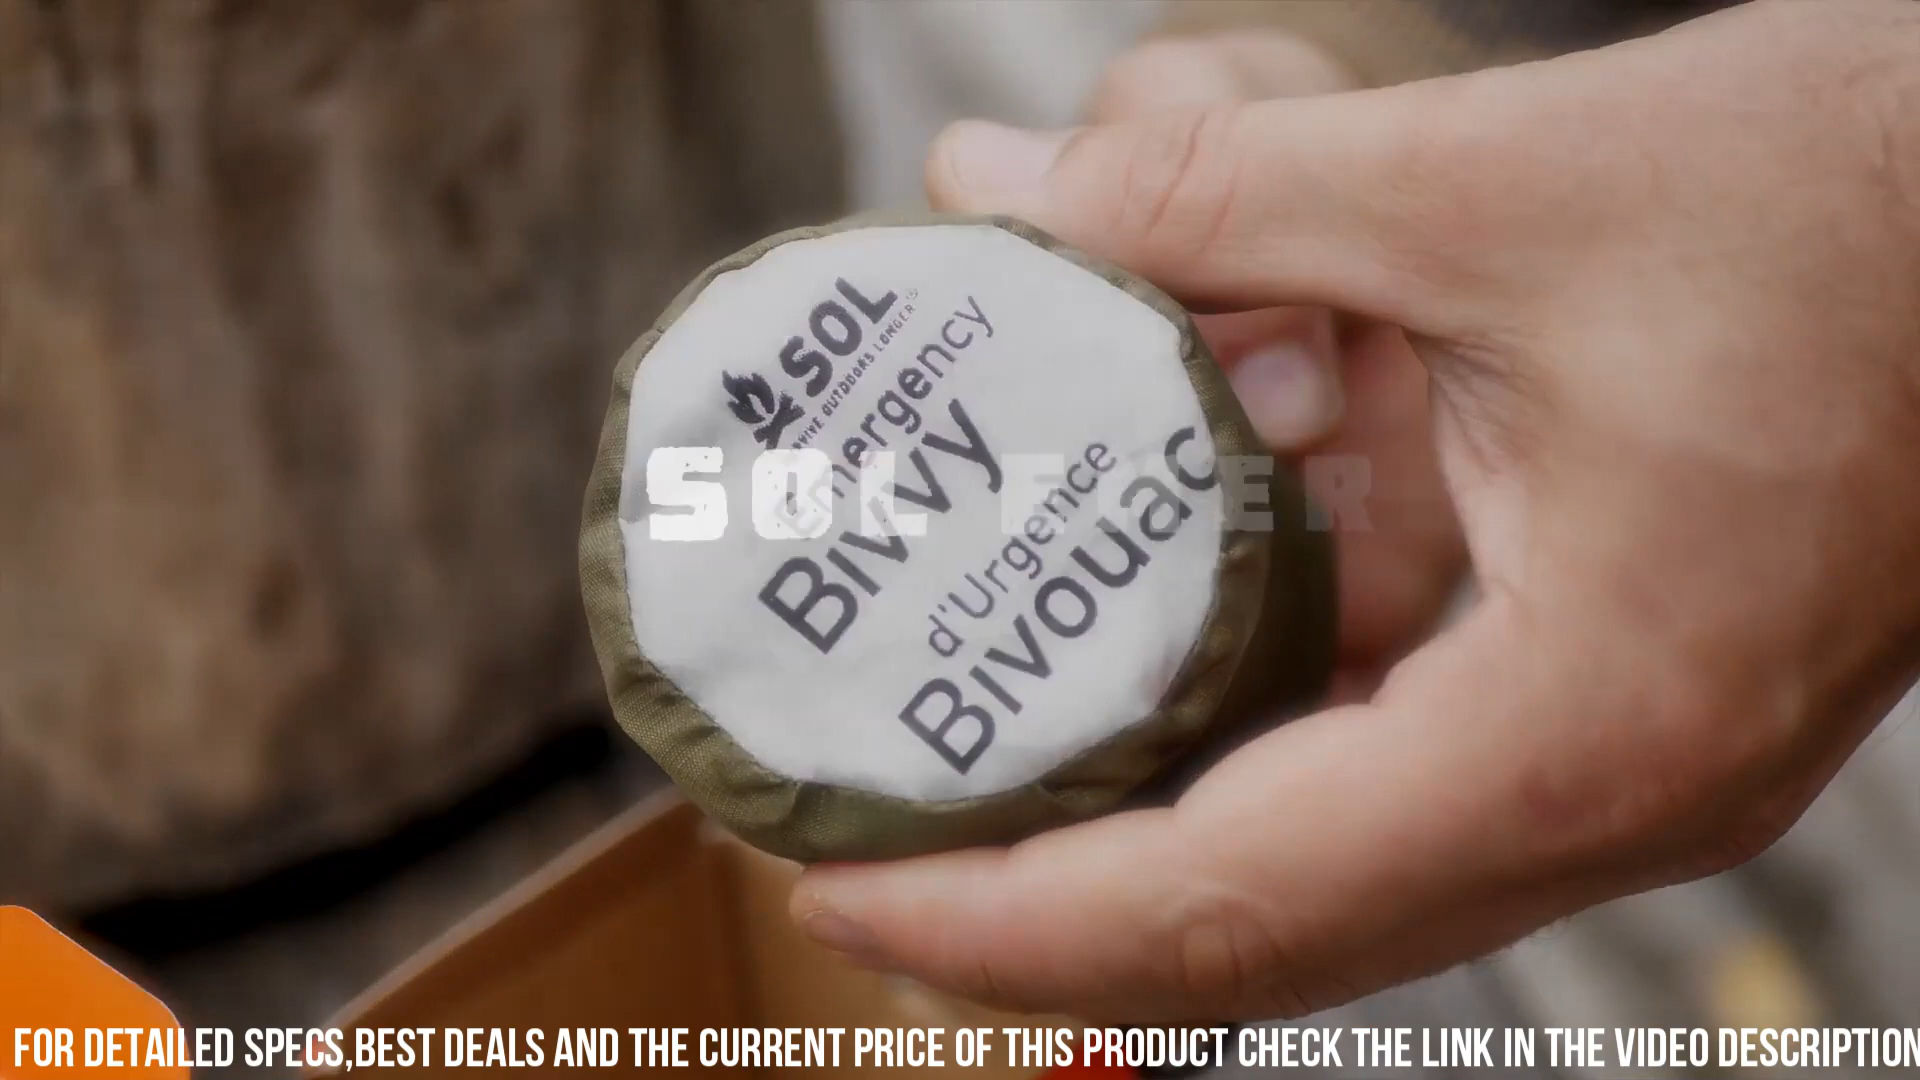 SOL
OUTDOORS LONGER®
Emergency
Bivvy
d'Urgence
Bivouac
SOL
FOR DETAILED SPECS,BEST DEALS AND THE CURRENT PRICE OF THIS PRODUCT CHECK THE LINK IN THE VIDEO DESCRIPTION